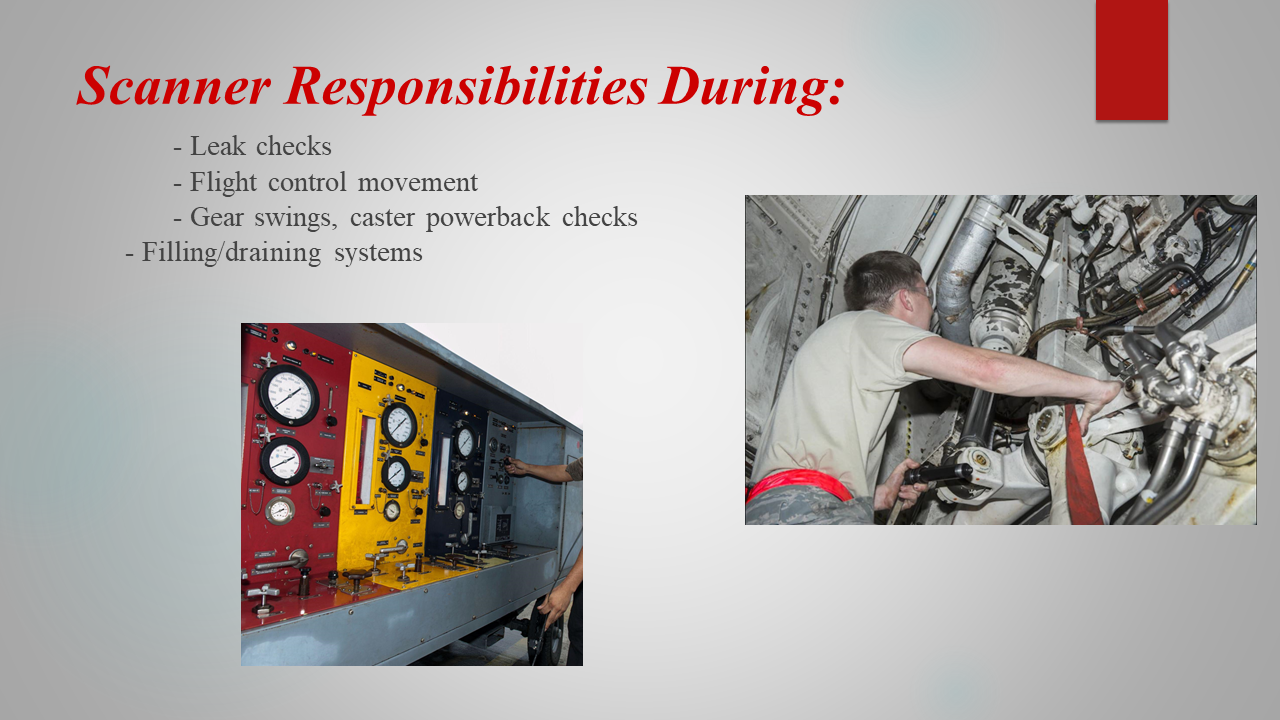 Scanner Responsibilities During:
- Leak checks
- Flight control movement
- Gear swings, caster powerback checks
- Filling/draining systems